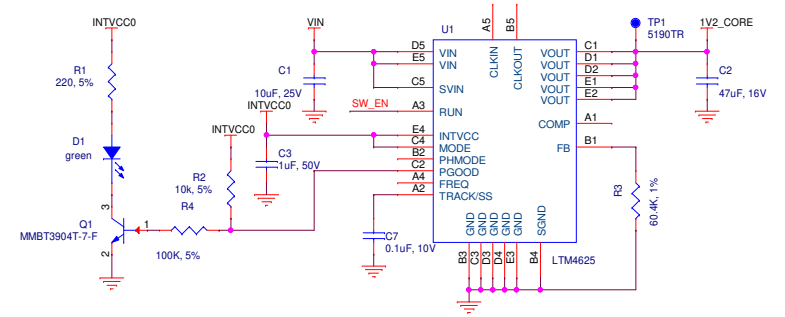 INTVCC0
VIN
U1
A5
B5
TP1
5190TR
1V2_CORE
R1
220, 5%
C1
10uF, 25V
D5
E5
C5
VIN
VIN
SVIN
CLKIN
CLKOUT
VOUT
VOUT
VOUT
VOUT
VOUT
C1
D1
D2
E1
E2
C2
47uF, 16V
INTVCC0
SW_EN
A3
RUN
COMP
A1
D1
green
INTVCC0
C3
1uF, 50V
E4
C4
B2
C2
A4
A2
INTVCC
MODE
PHMODE
PGOOD
FREQ
TRACK/SS
FB
B1
R2
10k, 5%
R3
60.4K, 1%
3
Q1
MMBT3904T-7-F
1
2
R4
100K, 5%
C7
0.1uF, 10V
GND
GND
GND
GND
GND
SGND
B3
C3
D3
D4
E3
B4
LTM4625